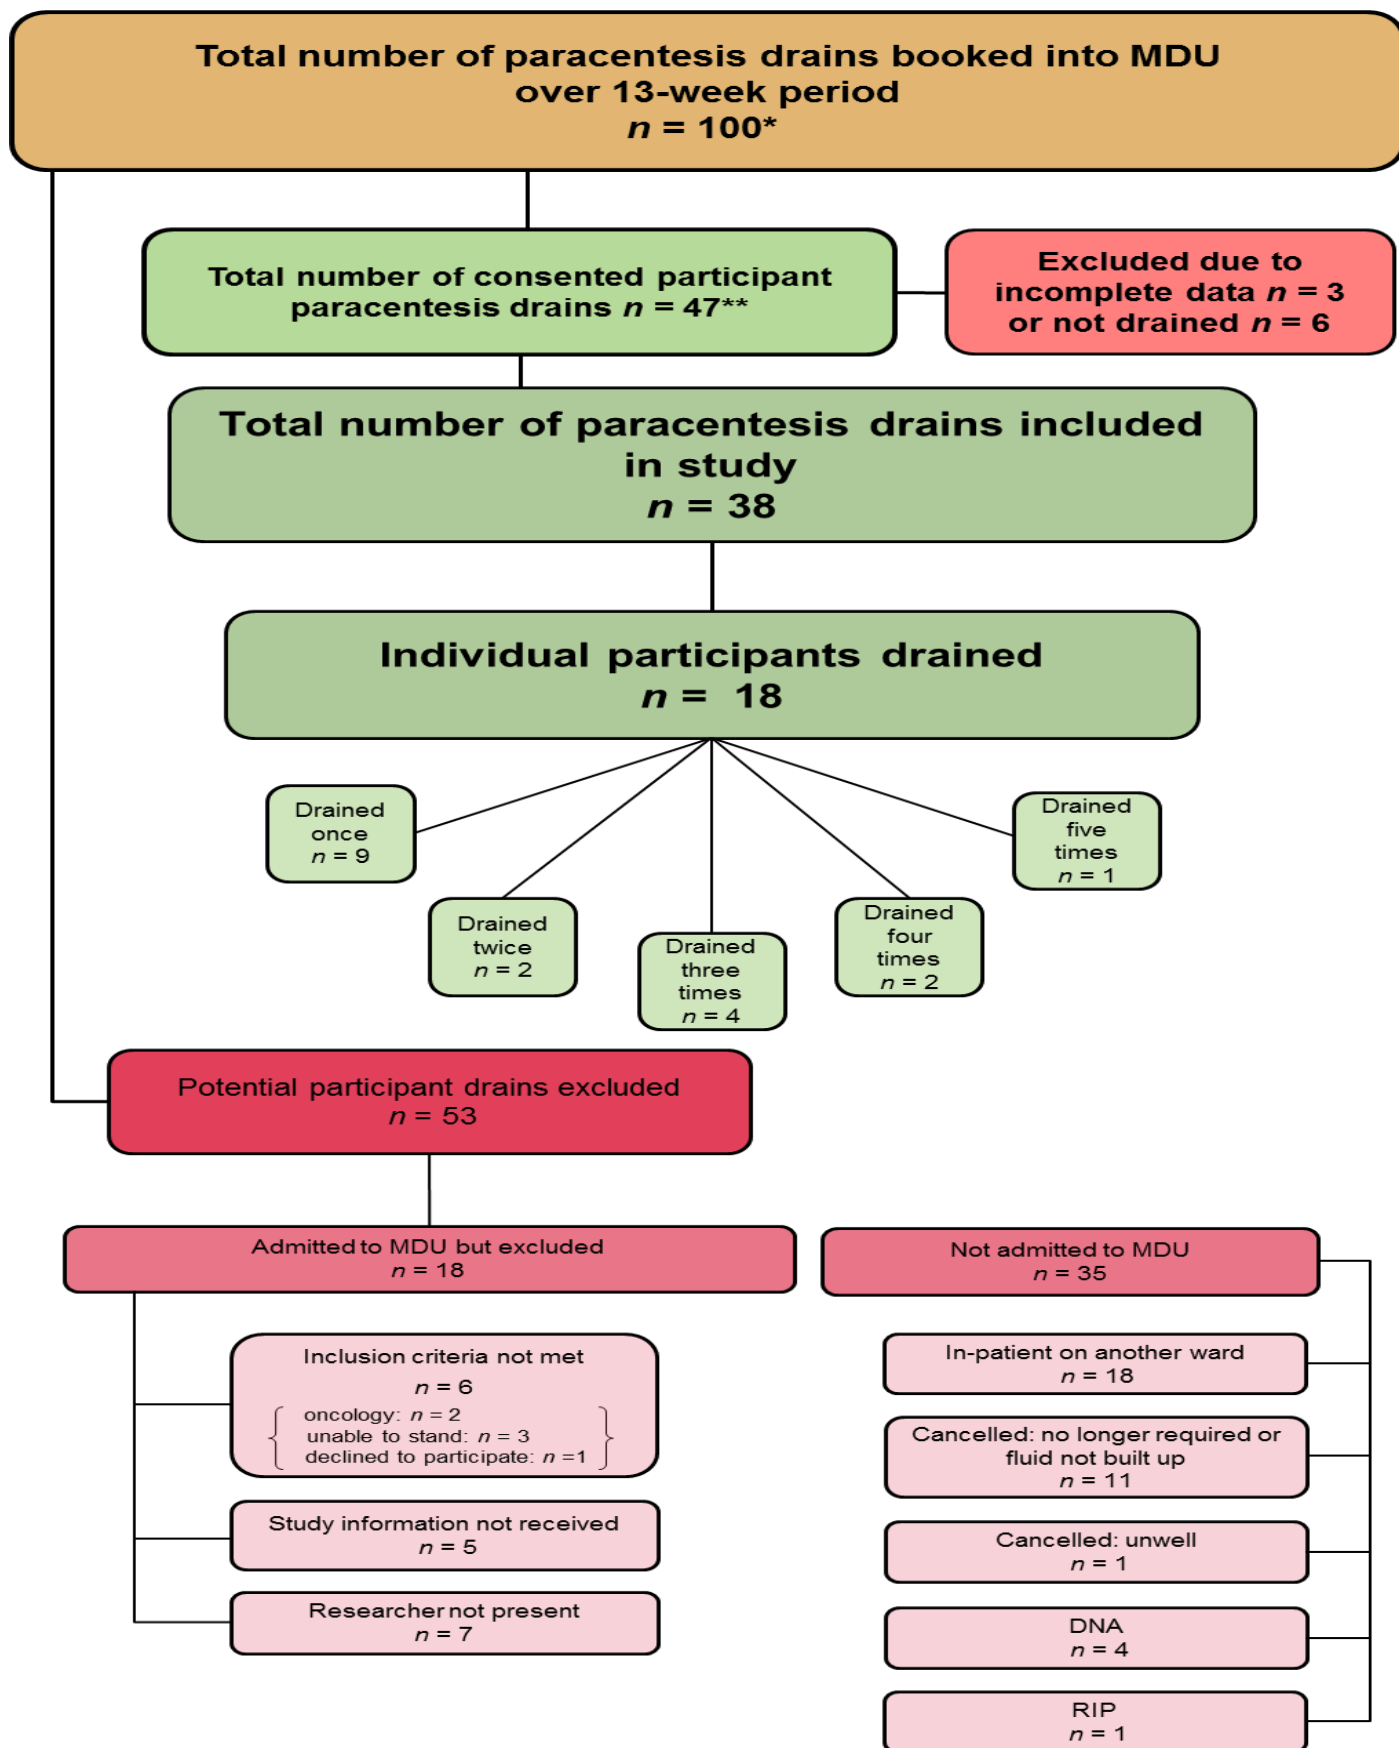 Total number of paracentesis drains booked into MDU
over 13-week period
n = 100*
Total number of consented participant
paracentesis drains n = 47**
Excluded due to
incomplete data n = 3
or not drained n = 6
Total number of paracentesis drains included
in study
n = 38
Individual participants drained
n = 18
Drained
once
n = 9
Drained
twice
n = 2
Drained
three
times
n = 4
Drained
four
times
n = 2
Drained
five
times
n = 1
Potential participant drains excluded
n = 53
Admitted to MDU but excluded
n = 18
Inclusion criteria not met
n = 6
oncology: n = 2
unable to stand: n = 3
declined to participate: n =1
Study information not received
n = 5
Researcher not present
n = 7
Not admitted to MDU
n = 35
In-patient on another ward
n = 18
Cancelled: no longer required or
fluid not built up
n = 11
Cancelled: unwell
n = 1
DNA
n = 4
RIP
n = 1